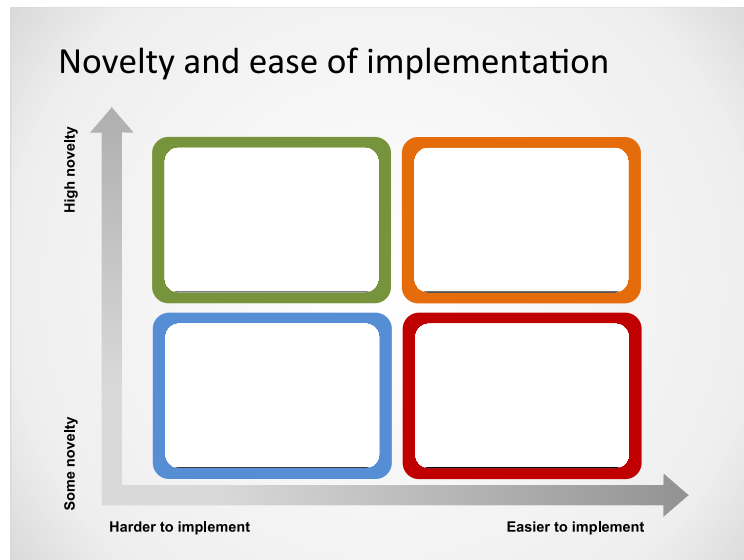 Novelty and ease of implementation
High novelty
Some novelty
Harder to implement
Easier to implement